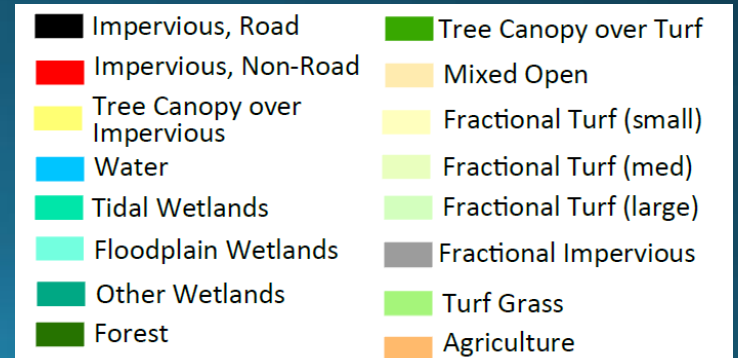 Impervious, Road
Impervious, Non-Road
Tree Canopy over
Impervious
Water
Tidal Wetlands
Floodplain Wetlands
Other Wetlands
Forest
Tree Canopy over Turf
Mixed Open
Fractional Turf (small)
Fractional Turf (med)
Fractional Turf (large)
Fractional Impervious
Turf Grass
Agriculture